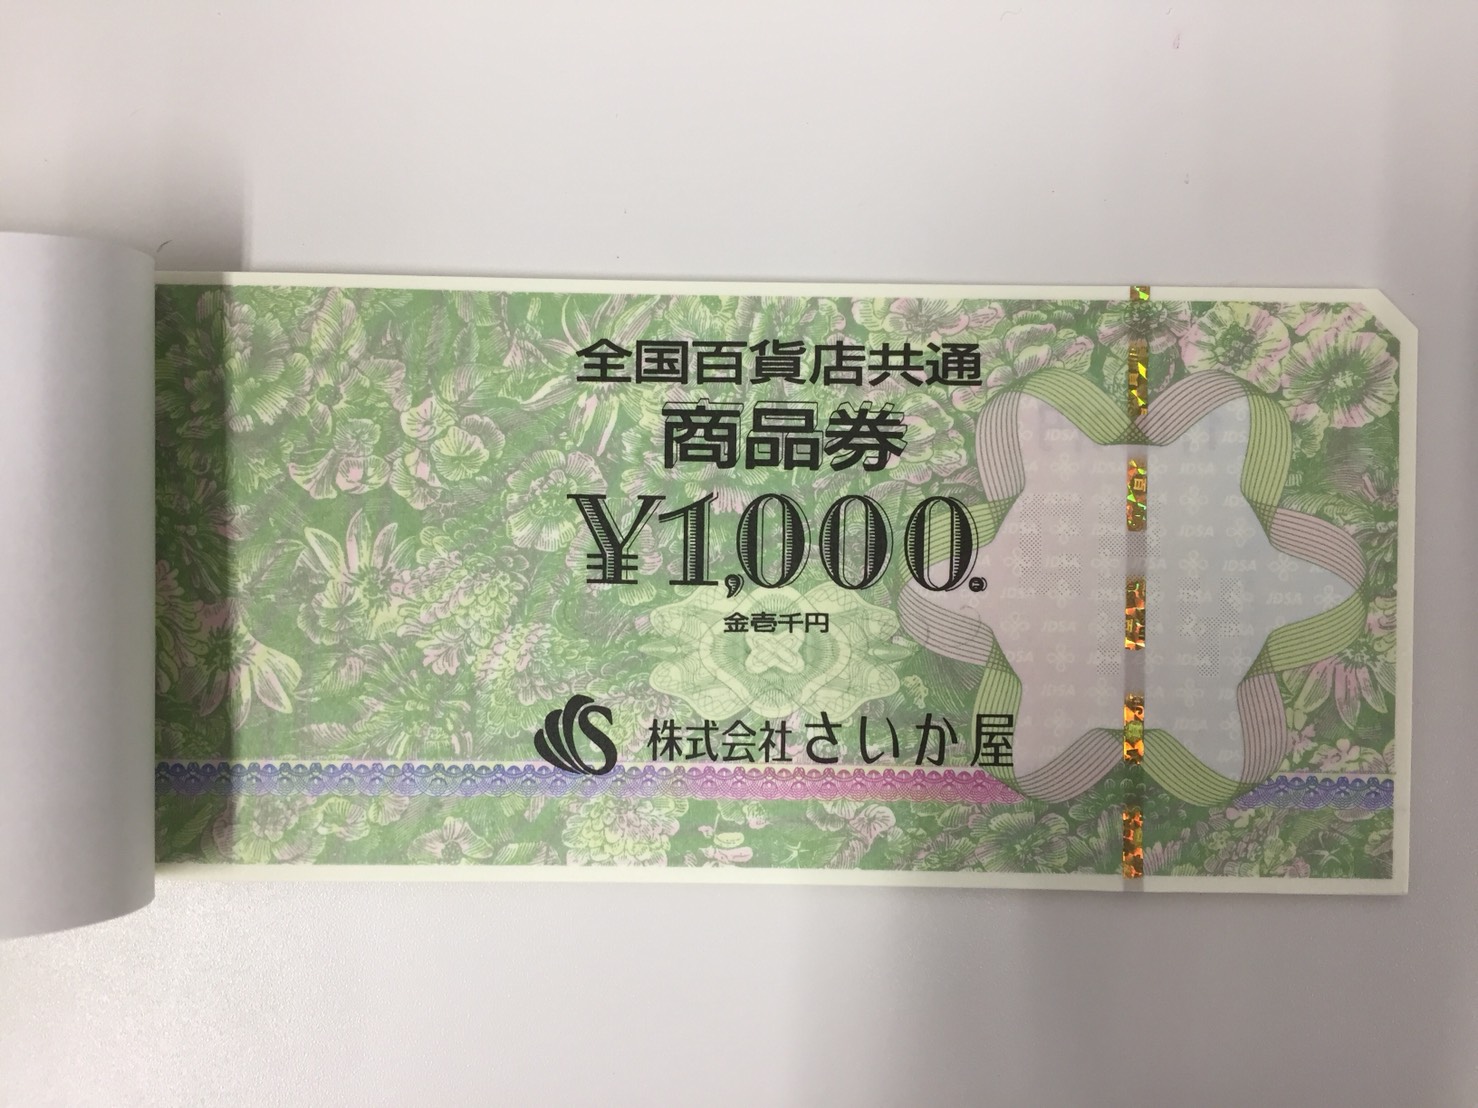 全国百貨店共通
商品券
¥1,000.
金壱千円
S 株式会社さいか屋
JDSA